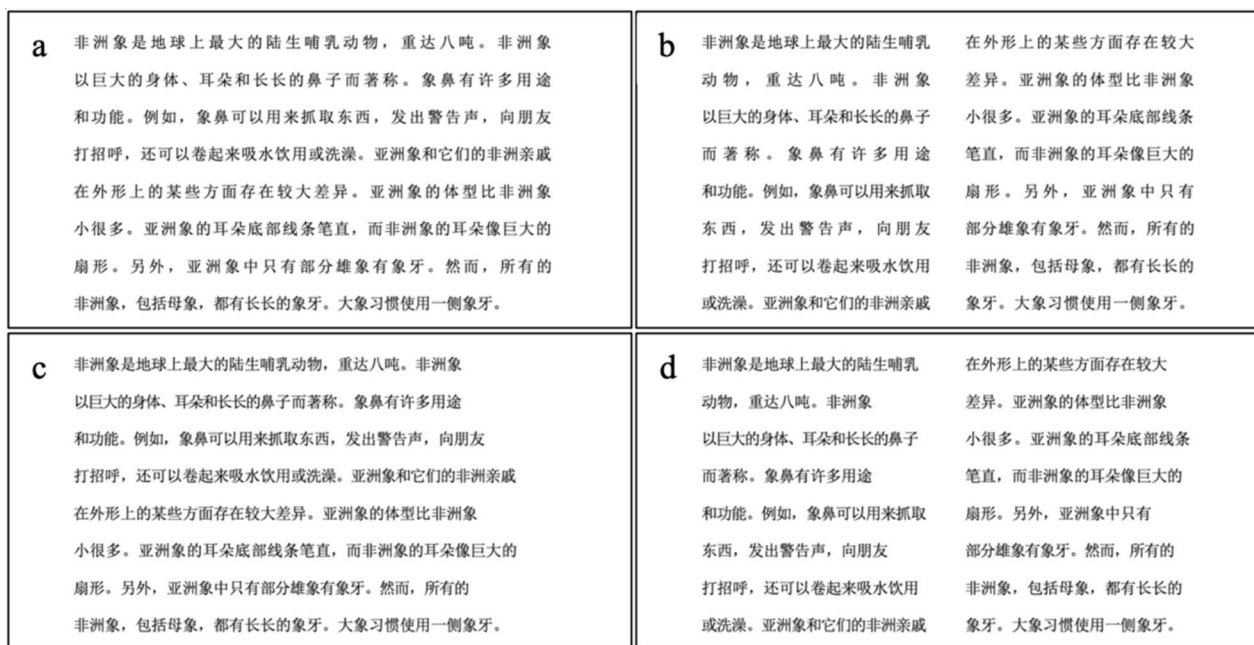 a
非洲象是地球上最大的陆生哺乳动物，重达八吨。非洲象
以巨大的身体、耳朵和长长的鼻子而著称。象鼻有许多用途
和功能。例如，象鼻可以用来抓取东西，发出警告声，向朋友
打招呼，还可以卷起来吸水饮用或洗澡。亚洲象和它们的非洲亲戚
在外形上的某些方面存在较大差异。亚洲象的体型比非洲象
小很多。亚洲象的耳朵底部线条笔直，而非洲象的耳朵像巨大的
扇形。另外，亚洲象中只有部分雄象有象牙。然而，所有的
非洲象，包括母象，都有长长的象牙。大象习惯使用一侧象牙。
b
非洲象是地球上最大的陆生哺乳
动物，重达八吨。非洲象
以巨大的身体、耳朵和长长的鼻子
而著称。象鼻有许多用途
和功能。例如，象鼻可以用来抓取
东西，发出警告声，向朋友
打招呼，还可以卷起来吸水饮用
或洗澡。亚洲象和它们的非洲亲戚
在外形上的某些方面存在较大
差异。亚洲象的体型比非洲象
小很多。亚洲象的耳朵底部线条
笔直，而非洲象的耳朵像巨大的
扇形。另外，亚洲象中只有
部分雄象有象牙。然而，所有的
非洲象，包括母象，都有长长的
象牙。大象习惯使用一侧象牙。
c
非洲象是地球上最大的陆生哺乳动物，重达八吨。非洲象
以巨大的身体、耳朵和长长的鼻子而著称。象鼻有许多用途
和功能。例如，象鼻可以用来抓取东西，发出警告声，向朋友
打招呼，还可以卷起来吸水饮用或洗澡。亚洲象和它们的非洲亲戚
在外形上的某些方面存在较大差异。亚洲象的体型比非洲象
小很多。亚洲象的耳朵底部线条笔直，而非洲象的耳朵像巨大的
扇形。另外，亚洲象中只有部分雄象有象牙。然而，所有的
非洲象，包括母象，都有长长的象牙。大象习惯使用一侧象牙。
d
非洲象是地球上最大的陆生哺乳
动物，重达八吨。非洲象
以巨大的身体、耳朵和长长的鼻子
而著称。象鼻有许多用途
和功能。例如，象鼻可以用来抓取
东西，发出警告声，向朋友
打招呼，还可以卷起来吸水饮用
或洗澡。亚洲象和它们的非洲亲戚
在外形上的某些方面存在较大
差异。亚洲象的体型比非洲象
小很多。亚洲象的耳朵底部线条
笔直，而非洲象的耳朵像巨大的
扇形。另外，亚洲象中只有
部分雄象有象牙。然而，所有的
非洲象，包括母象，都有长长的
象牙。大象习惯使用一侧象牙。